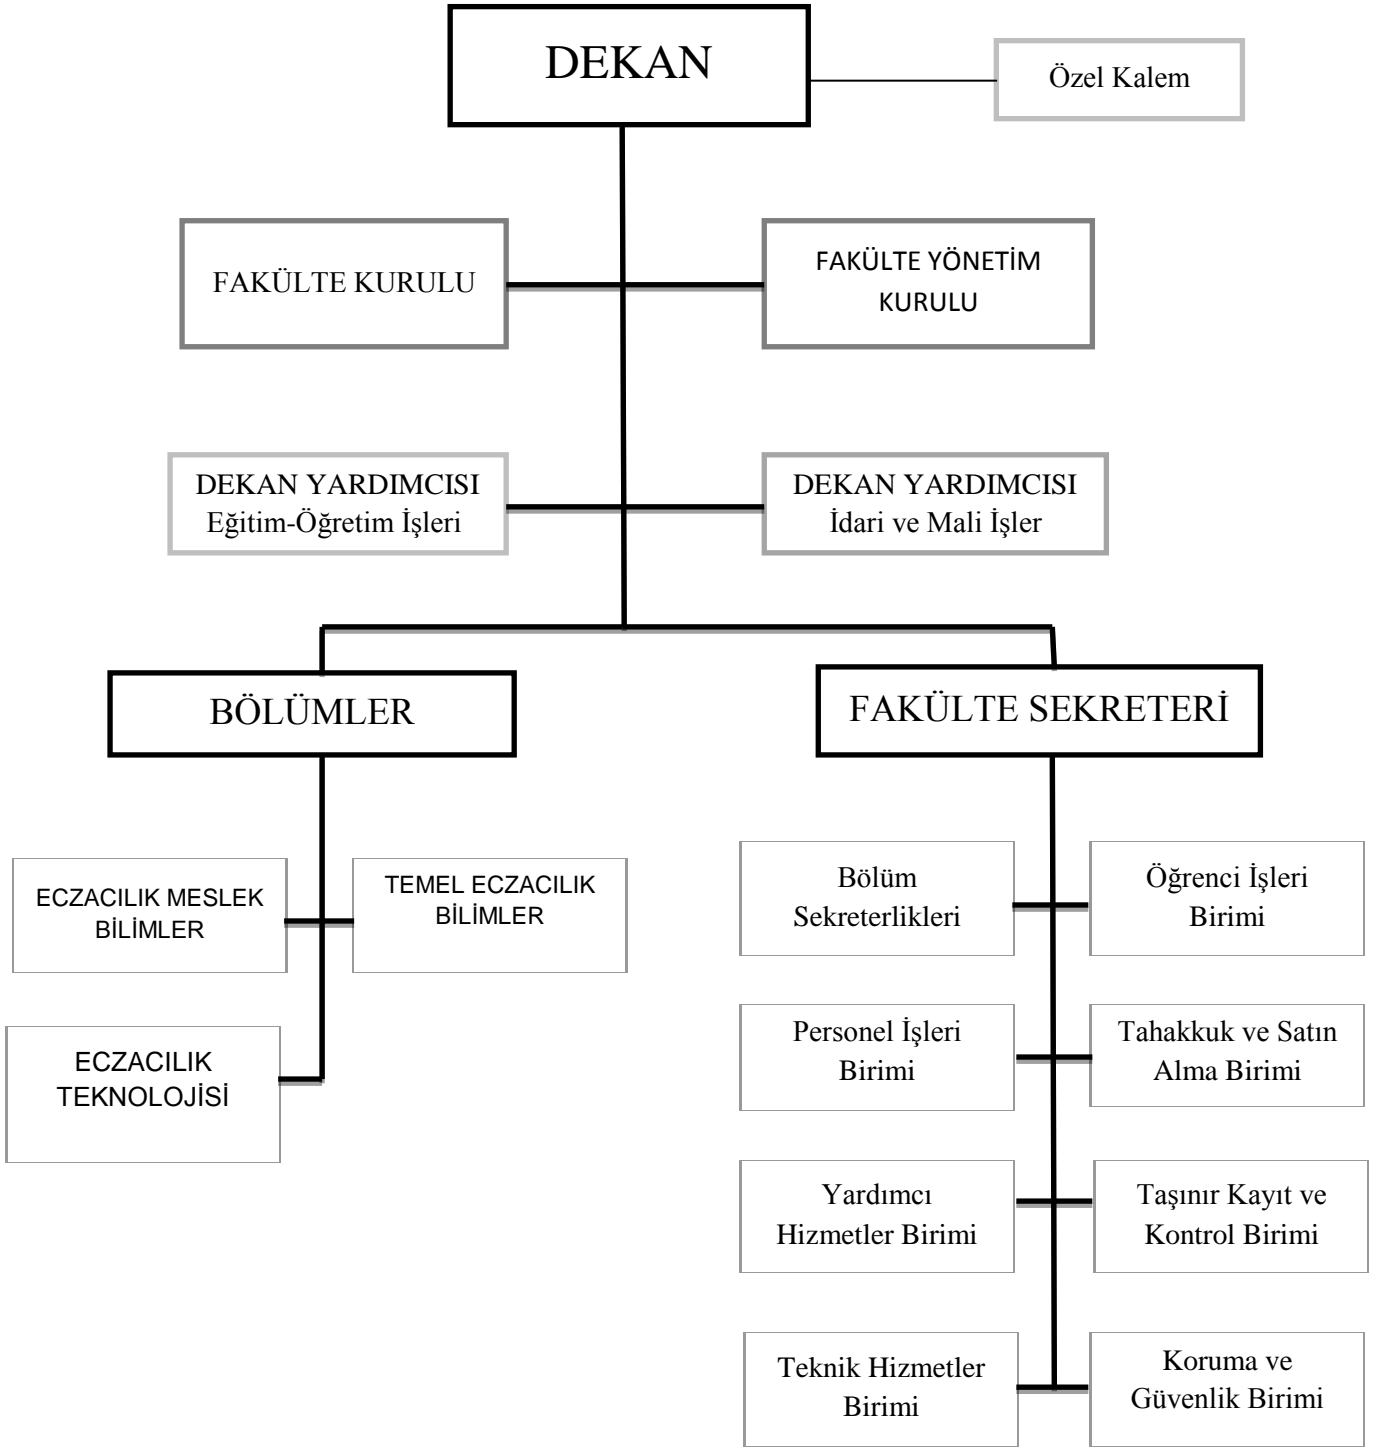 DEKAN
Özel Kalem
FAKÜLTE KURULU
FAKÜLTE YÖNETİM
KURULU
DEKAN YARDIMCISI
Eğitim-Öğretim İşleri
DEKAN YARDIMCISI
İdari ve Mali İşler
BÖLÜMLER
FAKÜLTE SEKRETERİ
ECZACILIK MESLEK
BİLİMLER
TEMEL ECZACILIK
BİLİMLER
ECZACILIK
TEKNOLOJİSİ
Bölüm
Sekreterlikleri
Öğrenci İşleri
Birimi
Personel İşleri
Birimi
Tahakkuk ve Satın
Alma Birimi
Yardımcı
Hizmetler Birimi
Taşınır Kayıt ve
Kontrol Birimi
Teknik Hizmetler
Birimi
Koruma ve
Güvenlik Birimi